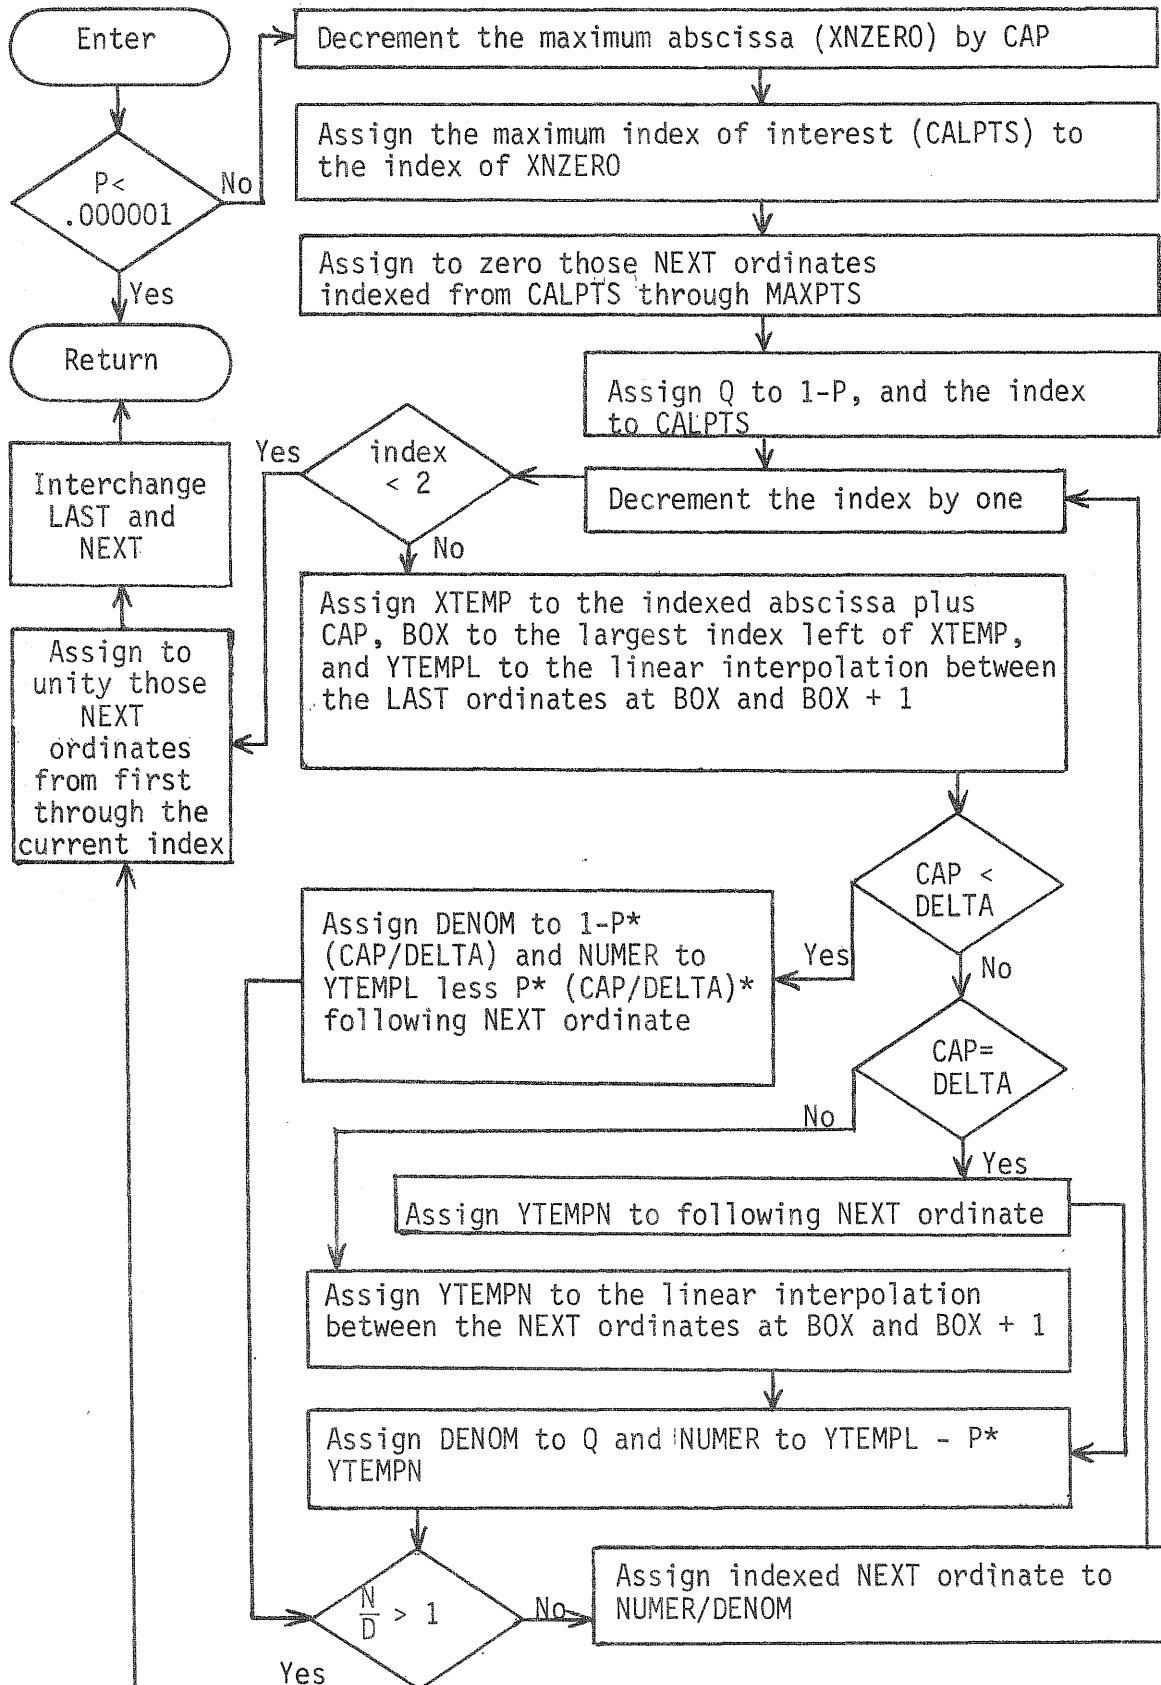 Enter
P<
.000001
No
Yes
Return
Decrement the maximum abscissa (XNZERO) by CAP
Assign the maximum index of interest (CALPTS) to
the index of XNZERO
Assign to zero those NEXT ordinates
indexed from CALPTS through MAXPTS
Assign Q to 1-P, and the index
to CALPTS
Decrement the index by one
index
< 2
Yes
No
Interchange
LAST and
NEXT
Assign to
unity those
NEXT
ordinates
from first
through the
current index
Assign XTEMP to the indexed abscissa plus
CAP, BOX to the largest index left of XTEMP,
and YTEMPL to the linear interpolation between
the LAST ordinates at BOX and BOX + 1
CAP <
DELTA
Yes
No
Assign DENOM to 1-P*
(CAP/DELTA) and NUMER to
YTEMPL less P* (CAP/DELTA)*
following NEXT ordinate
CAP=
DELTA
No
Yes
Assign YTEMPN to following NEXT ordinate
Assign YTEMPN to the linear interpolation
between the NEXT ordinates at BOX and BOX + 1
Assign DENOM to Q and NUMER to YTEMPL - P*
YTEMPN
N
D > 1
No
Yes
Assign indexed NEXT ordinate to
NUMER/DENOM